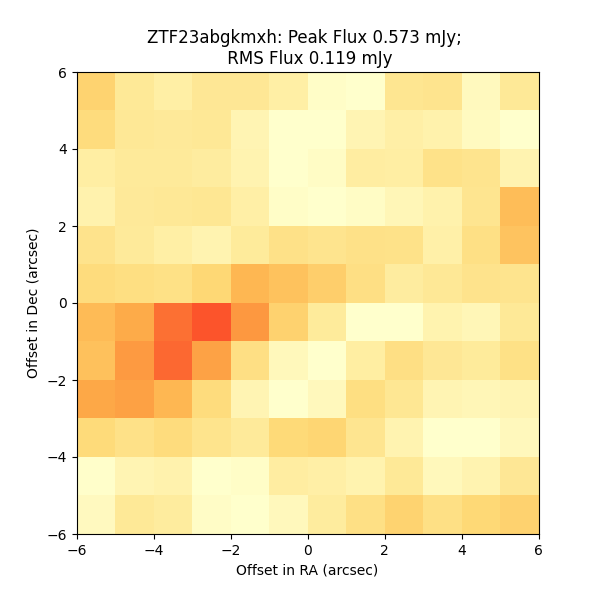 ZTF23abgkmxh: Peak Flux 0.573 mJy;
RMS Flux 0.119 mJy
6
4
2
0
−2
−4
−6
Offset in Dec (arcsec)
−6 −4 −2 0 2 4 6
Offset in RA (arcsec)